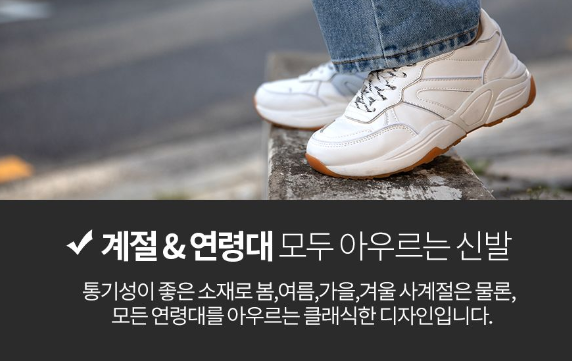 계절 & 연령대 모두 아우르는 신발
통기성이 좋은 소재로 봄,여름,가을,겨울 사계절은 물론,
모든 연령대를 아우르는 클래식한 디자인입니다.